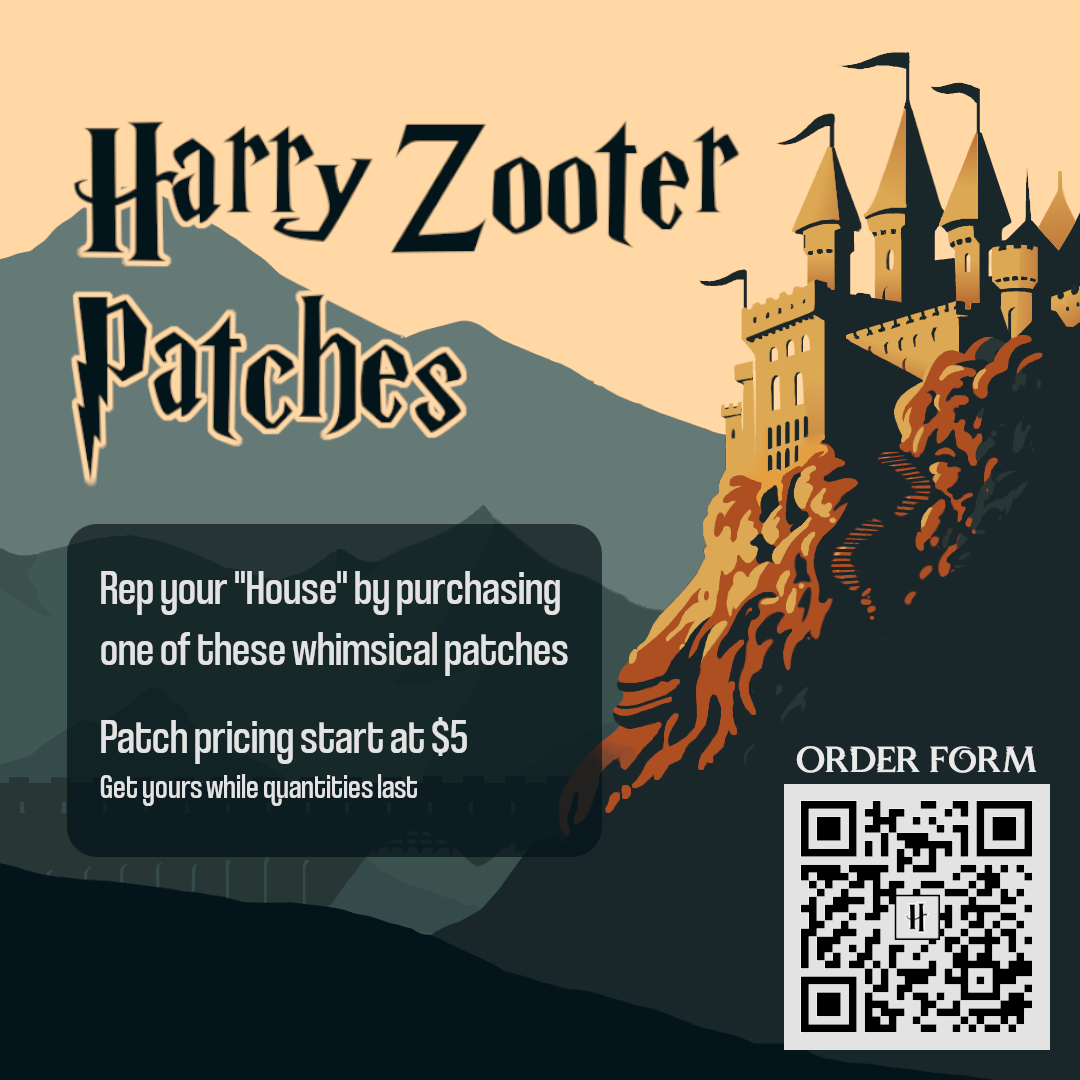 Harry Zooter
Patches
Rep your "House" by purchasing
one of these whimsical patches
Patch pricing start at $5
Get yours while quantities last
ORDER FORM
H